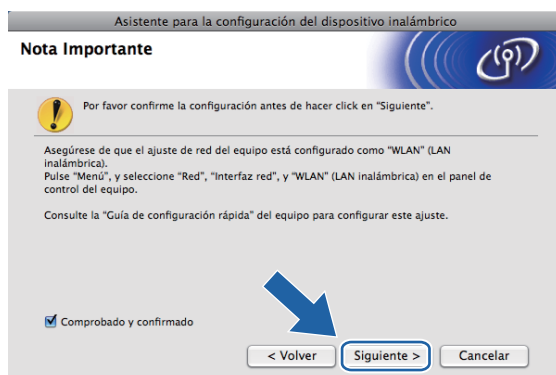 Asistente para la configuración del dispositivo inalámbrico
Nota Importante
Por favor confirme la configuración antes de hacer click en "Siguiente".
Asegúrese de que el ajuste de red del equipo está configurado como "WLAN" (LAN
inalámbrica).
Pulse "Menú", y seleccione "Red", "Interfaz red", y "WLAN" (LAN inalámbrica) en el panel de
control del equipo.
Consulte la "Guía de configuración rápida" del equipo para configurar este ajuste.
Comprobado y confirmado
< Volver
Siguiente >
Cancelar